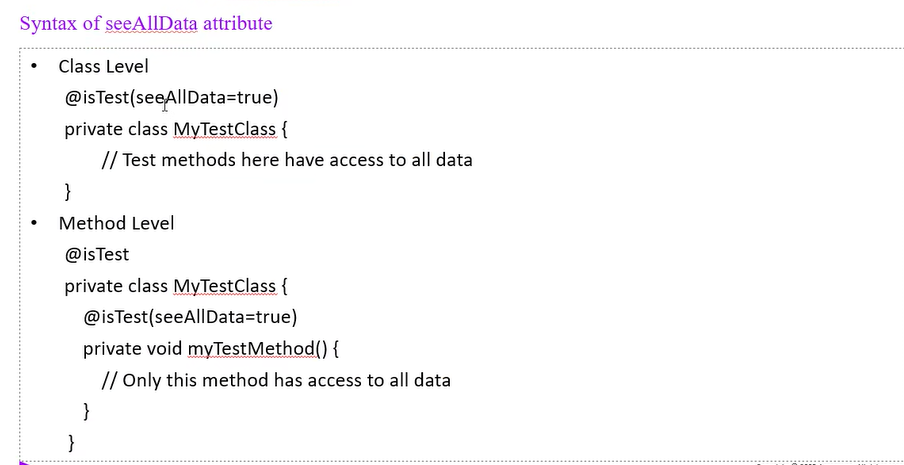 Syntax of seeAllData attribute
• Class Level
@isTest(seeAllData=true)
private class MyTestClass {
// Test methods here have access to all data
}
• Method Level
@isTest
private class MyTestClass {
@isTest(seeAllData=true)
private void myTestMethod() {
// Only this method has access to all data
}
}